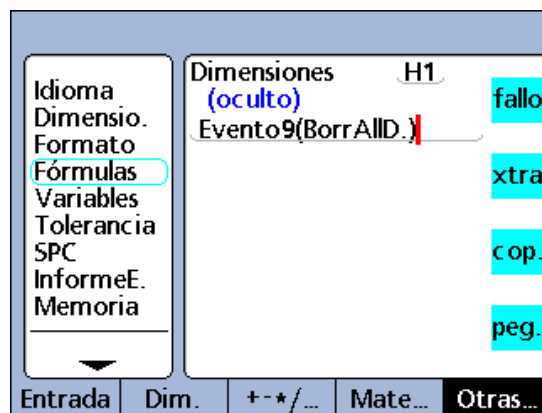 Idioma
Dimensio.
Formato
Fórmulas
Variables
Tolerancia
SPC
InformeE.
Memoria
Dimensiones H1
(oculto)
Evento9(BorrAllD.)
fallo
xtra
cop.
peg.
Entrada Dim. +-*/... Mate... Otras...